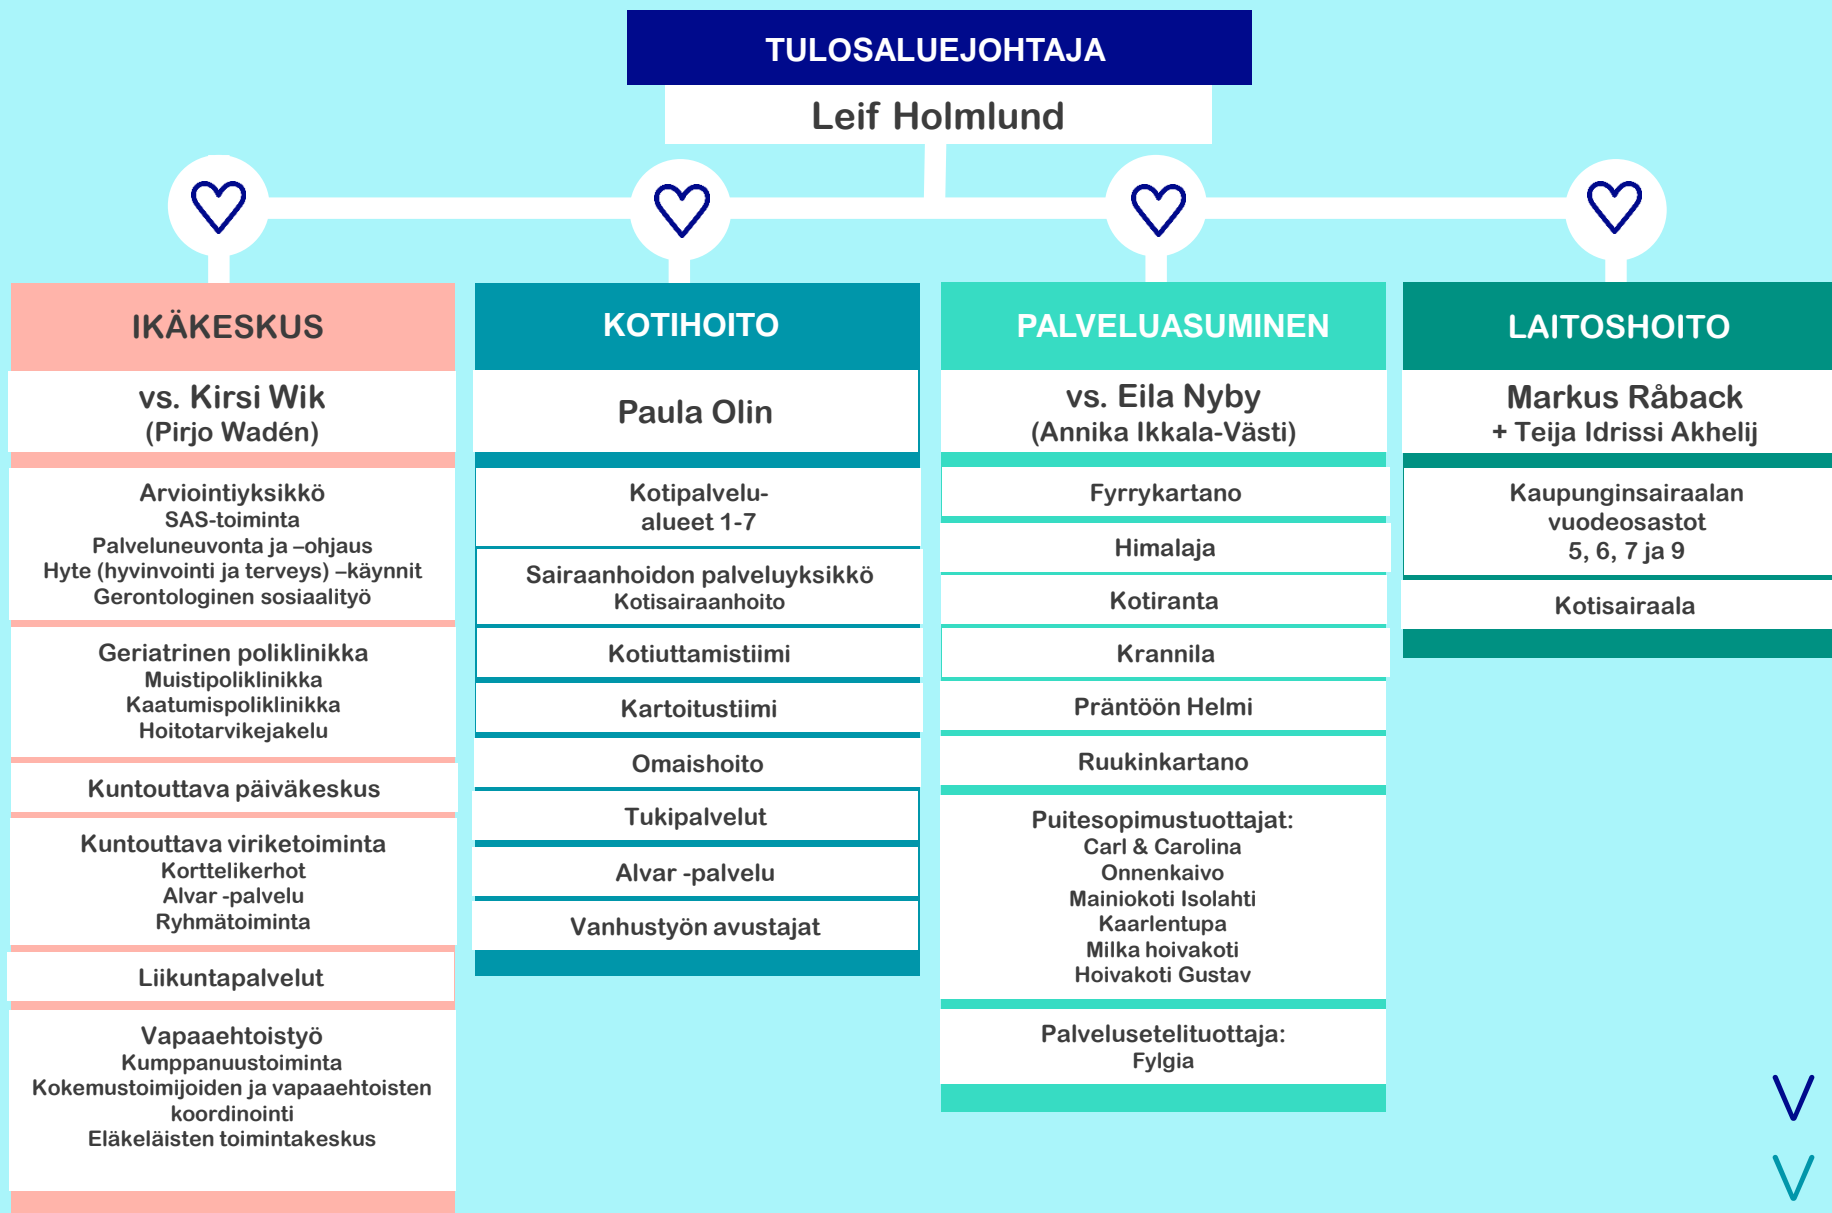 TULOSALUEJOHTAJA
Leif Holmlund
IKÄKESKUS
vs. Kirsi Wik
(Pirjo Wadén)
Arviointiyksikkö
SAS-toiminta
Palveluneuvonta ja –ohjaus
Hyte (hyvinvointi ja terveys) –käynnit
Gerontologinen sosiaalityö
Geriatrinen poliklinikka
Muistipoliklinikka
Kaatumispoliklinikka
Hoitotarvikejakelu
Kuntouttava päiväkeskus
Kuntouttava viriketoiminta
Korttelikerhot
Alvar -palvelu
Ryhmätoiminta
Liikuntapalvelut
Vapaaehtoistyö
Kumppanuustoiminta
Kokemustoimijoiden ja vapaaehtoisten
koordinointi
Eläkeläisten toimintakeskus
KOTIHOITO
Paula Olin
Kotipalvelu-
alueet 1-7
Sairaanhoidon palveluyksikkö
Kotisairaanhoito
Kotiuttamistiimi
Kartoitustiimi
Omaishoito
Tukipalvelut
Alvar -palvelu
Vanhustyön avustajat
PALVELUASUMINEN
vs. Eila Nyby
(Annika Ikkala-Västi)
Fyrrykartano
Himalaja
Kotiranta
Krannila
Präntöön Helmi
Ruukinkartano
Puitesopimustuottajat:
Carl & Carolina
Onnenkaivo
Mainiokoti Isolahti
Kaarlentupa
Milka hoivakoti
Hoivakoti Gustav
Palvelusetelituottaja:
Fylgia
LAITOSHOITO
Markus Råback
+ Teija Idrissi Akhelij
Kaupunginsairaalan
vuodeosastot
5, 6, 7 ja 9
Kotisairaala
V
V